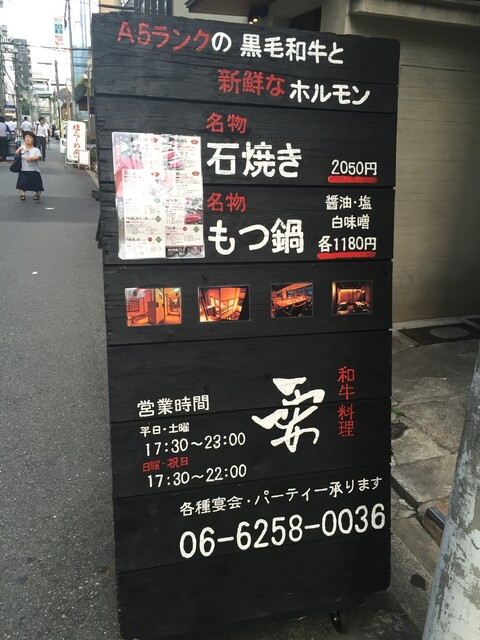 A5ランクの 黒毛和牛と
新鮮な ホルモン
名物
石焼き 2050円
名物
もつ鍋
醤油・塩
白味噌
各1180円
和牛料理
営業時間
平日・土曜
17:30～23:00
日曜・祝日
17:30～22:00
各種宴会・パーティー承ります
06-6258-0036